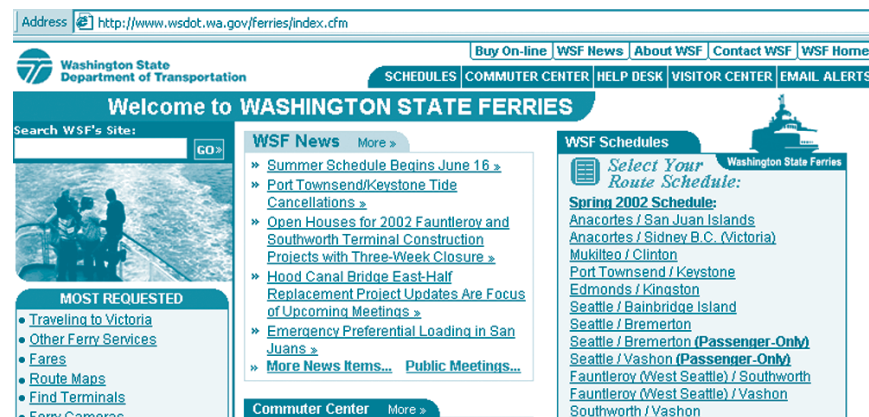 Address http://www.wsdot.wa.gov/ferries/index.cfm
Buy On-line WSF News About WSF Contact WSF WSF Home
Washington State
Department of Transportation
SCHEDULES COMMUTER CENTER HELP DESK VISITOR CENTER EMAIL ALERTS
Welcome to WASHINGTON STATE FERRIES
Search WSF's Site:
GO»
MOST REQUESTED
Traveling to Victoria
Other Ferry Services
Fares
Route Maps
Find Terminals
Ferry Cameras
WSF News More »
» Summer Schedule Begins June 16 »
» Port Townsend/Keystone Tide
Cancellations »
» Open Houses for 2002 Fauntleroy and
Southworth Terminal Construction
Projects with Three-Week Closure »
» Hood Canal Bridge East-Half
Replacement Project Updates Are Focus
of Upcoming Meetings »
» Emergency Preferential Loading in San
Juans »
» More News Items... Public Meetings...
Commuter Center More »
WSF Schedules
Washington State Ferries
Select Your
Route Schedule:
Spring 2002 Schedule:
Anacortes / San Juan Islands
Anacortes / Sidney B.C. (Victoria)
Mukilteo / Clinton
Port Townsend / Keystone
Edmonds / Kingston
Seattle / Bainbridge Island
Seattle / Bremerton
Seattle / Bremerton (Passenger-Only)
Seattle / Vashon (Passenger-Only)
Fauntleroy (West Seattle) / Southworth
Fauntleroy (West Seattle) / Vashon
Southworth / Vashon